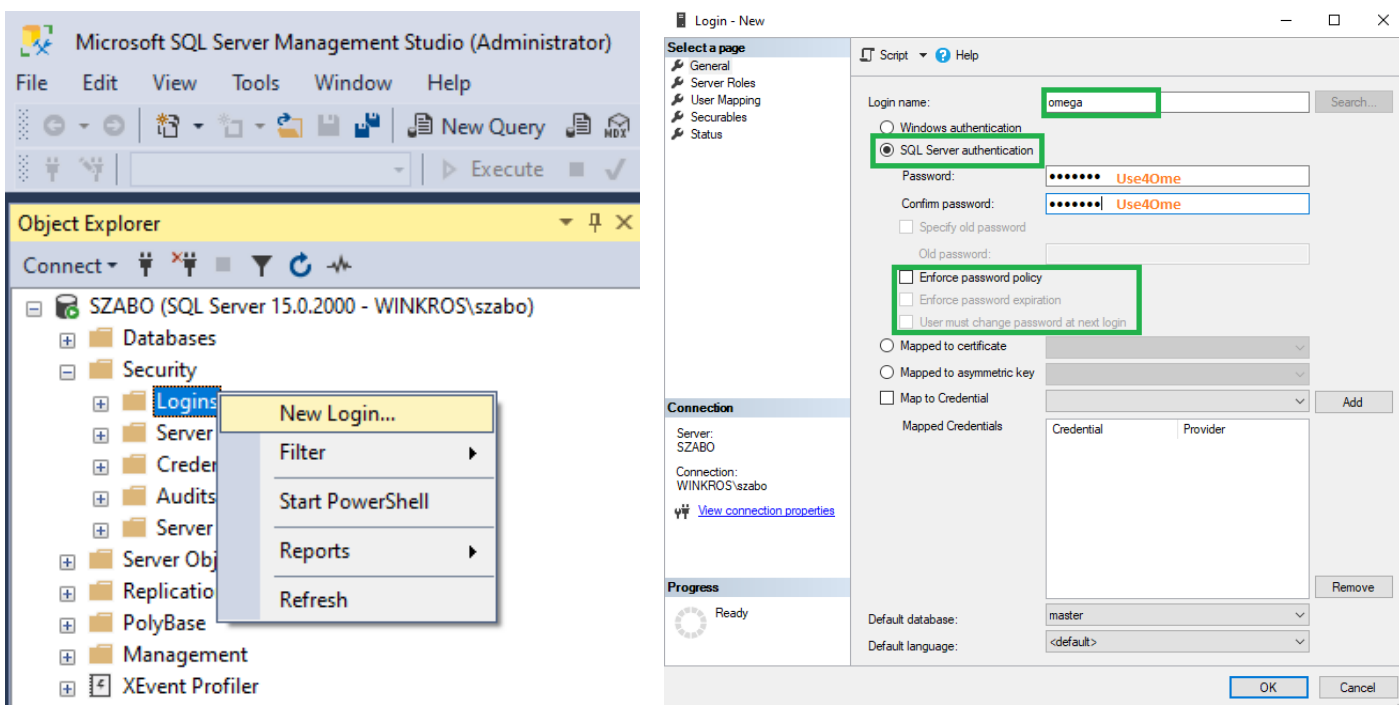 Microsoft SQL Server Management Studio (Administrator)
File Edit View Tools Window Help
New Query
MDX
Execute
Object Explorer
Connect
SZABO (SQL Server 15.0.2000 - WINKROS\szabo)
Databases
Security
Logins
New Login...
Server
Filter
Creder
Audits
Start PowerShell
Server
Server Obj
Reports
Replicatio
Refresh
PolyBase
Management
XEvent Profiler
Login - New
Select a page
General
Server Roles
User Mapping
Securables
Status
Script Help
Login name: omega Search...
Windows authentication
SQL Server authentication
Password: ••••••• Use4Ome
Confirm password: ••••••• Use4Ome
Specify old password
Old password:
Enforce password policy
Enforce password expiration
User must change password at next login
Mapped to certificate
Mapped to asymmetric key
Map to Credential Add
Mapped Credentials Credential Provider
Connection
Server:
SZABO
Connection:
WINKROS\szabo
View connection properties
Remove
Progress
Ready
Default database: master
Default language: <default>
OK Cancel